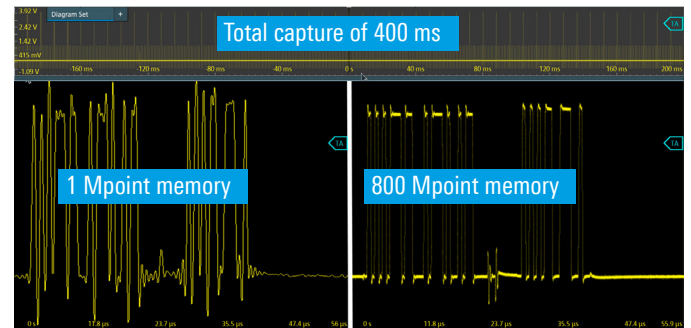 3.92 V
Diagram Set +
2.42 V
Total capture of 400 ms
1A
1.42 V
415 mV
-1.09 V
-160 ms -120 ms -80 ms -40 ms 0 s 40 ms 80 ms 120 ms 160 ms 200 ms
1A 1A
1 Mpoint memory 800 Mpoint memory
0 s 11.8 µs 23.7 µs 35.5 µs 47.4 µs 56 µs 0 s 11.8 µs 23.7 µs 35.5 µs 47.4 µs 55.9 µs